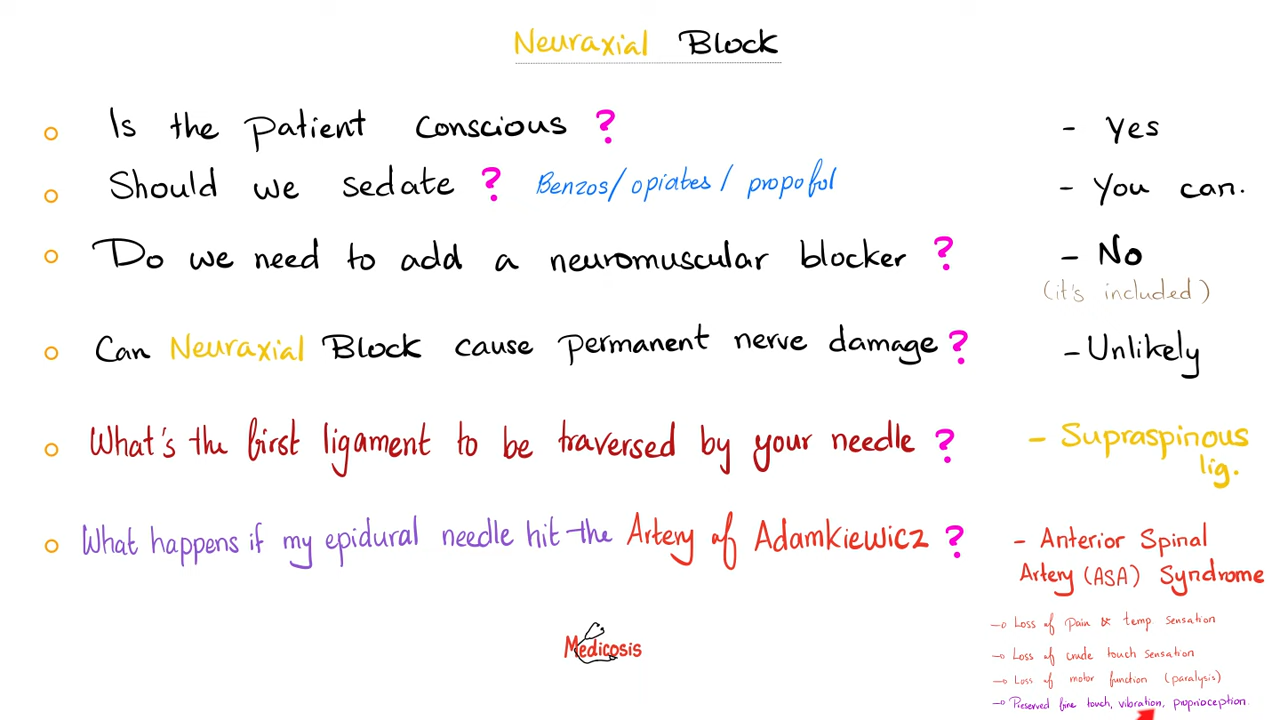 Neuraxial Block
Is the patient conscious ? - Yes
Should we sedate ? Benzos/opiates/propofol - You can.
Do we need to add a neuromuscular blocker ? - No
(it's included)
Can Neuraxial Block cause permanent nerve damage ? - Unlikely
What's the first ligament to be traversed by your needle ? - Supraspinous
lig.
What happens if my epidural needle hit the Artery of Adamkiewicz ? - Anterior Spinal
Artery (ASA) Syndrome
→ Loss of pain & temp sensation
→ Loss of crude touch sensation
→ Loss of motor function (paralysis)
→ Preserved fine touch, vibration, proprioception.
Medicosis